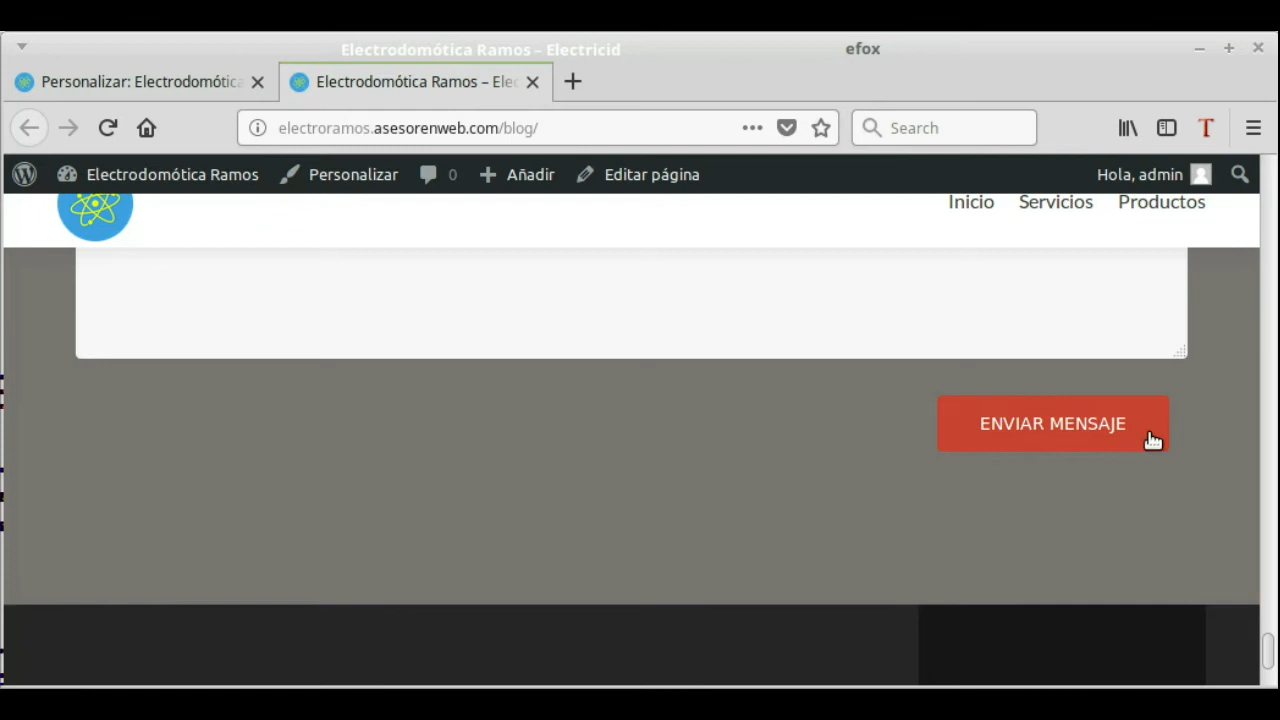 Electrodomótica Ramos – Electricid
efox
Personalizar: Electrodomótica
Electrodomótica Ramos – Elec
electroramos.asesorenweb.com/blog/
Search
T
Electrodomótica Ramos
Personalizar
0
Añadir
Editar página
Hola, admin
Inicio
Servicios
Productos
ENVIAR MENSAJE